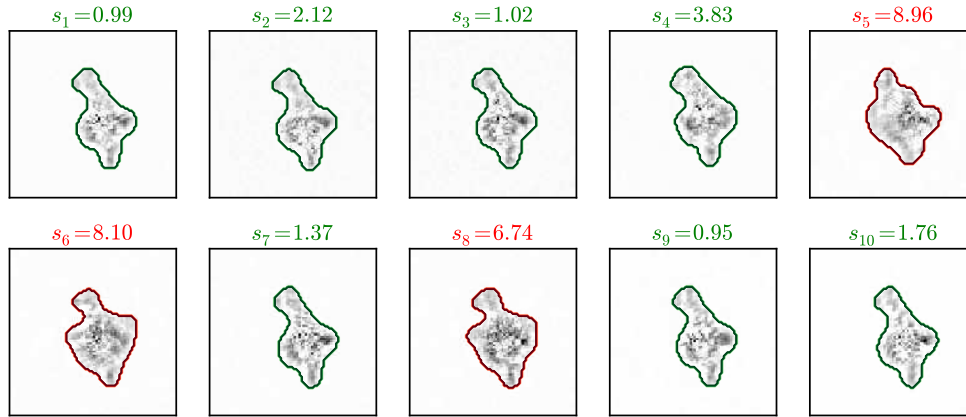 s₁=0.99 s₂=2.12 s₃=1.02 s₄=3.83 s₅=8.96
s₆=8.10 s₇=1.37 s₈=6.74 s₉=0.95 s₁₀=1.76